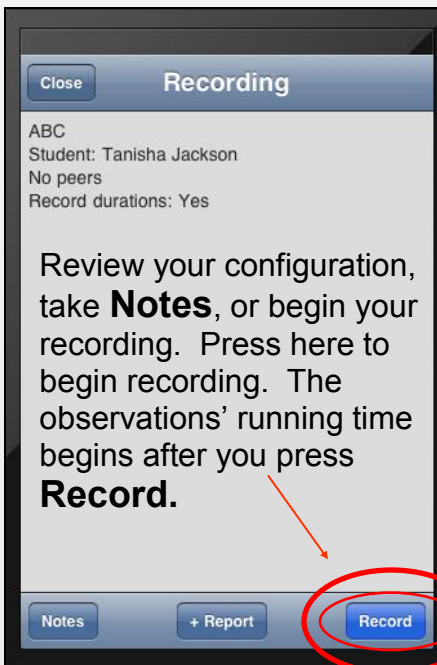 Close Recording
ABC
Student: Tanisha Jackson
No peers
Record durations: Yes
Review your configuration,
take Notes, or begin your
recording.  Press here to
begin recording.  The
observations’ running time
begins after you press
Record.
Notes + Report Record